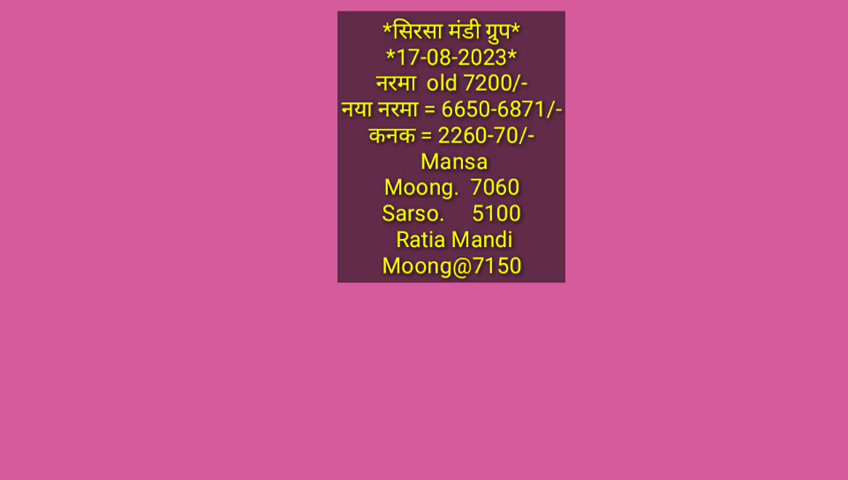 *सिरसा मंडी ग्रुप*
*17-08-2023*
नरमा old 7200/-
नया नरमा = 6650-6871/-
कनक = 2260-70/-
Mansa
Moong. 7060
Sarso. 5100
Ratia Mandi
Moong@7150